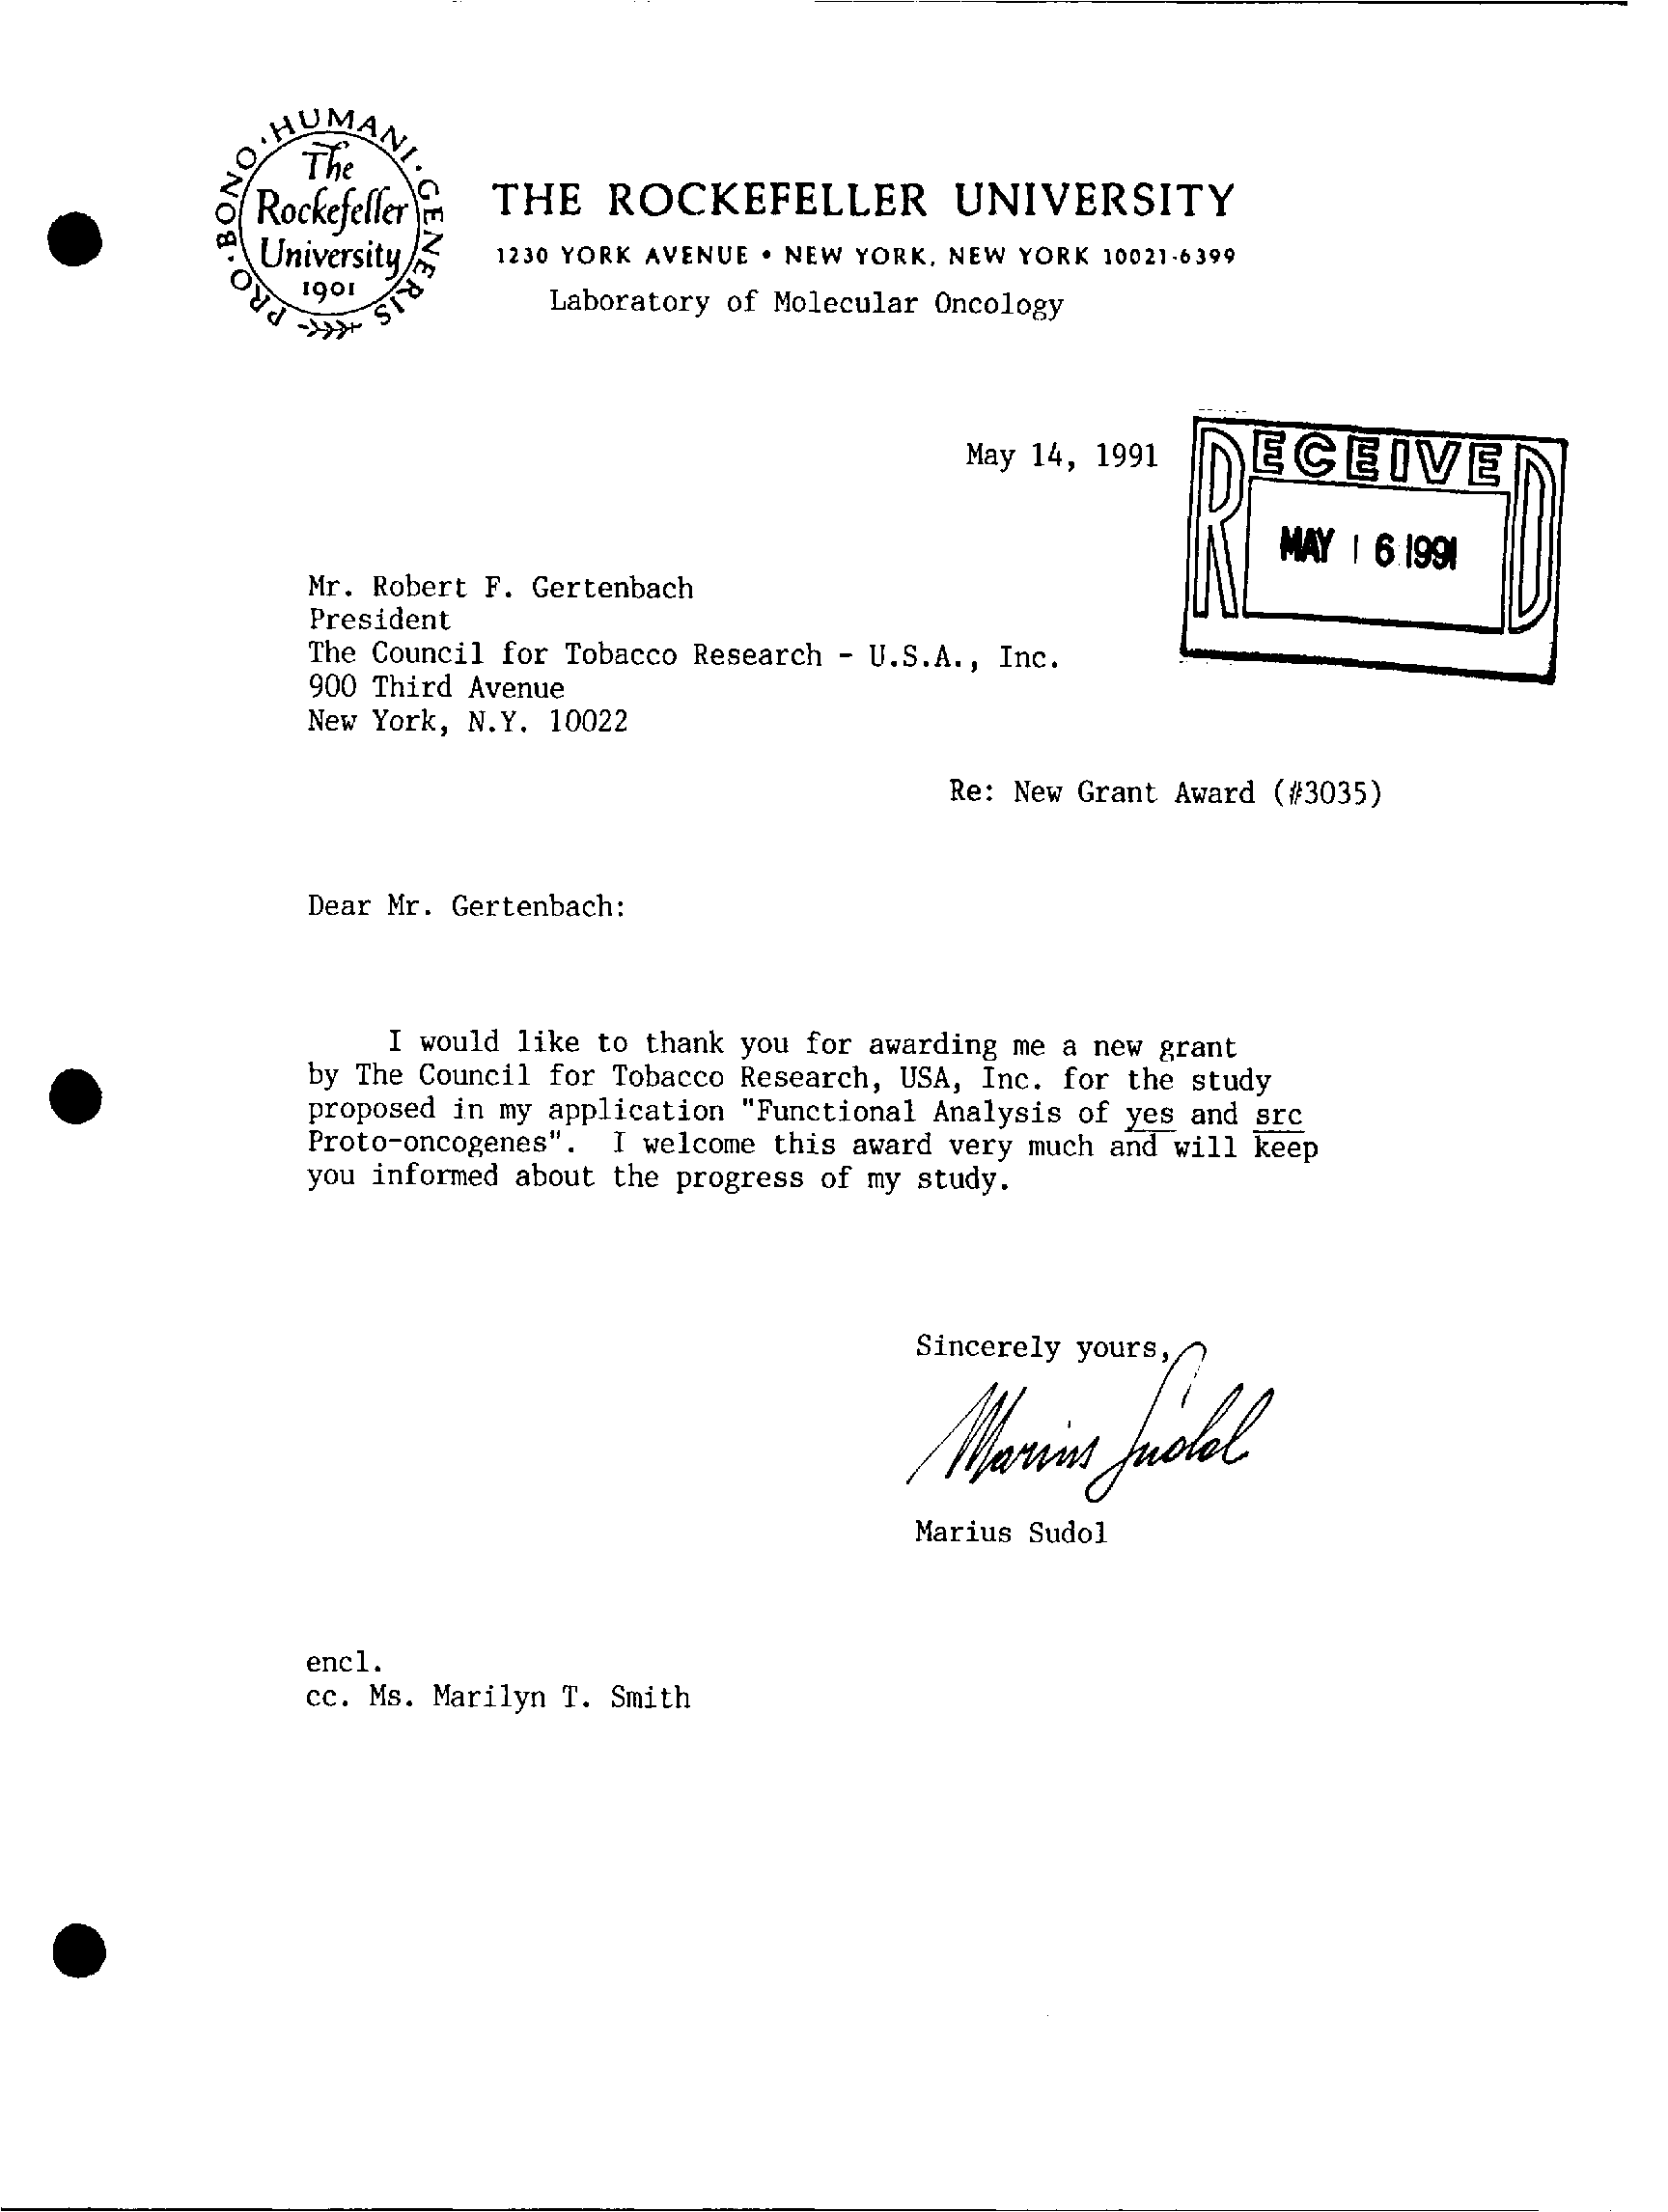 PRO · BONO · HUMANI · GENERIS
The
Rockefeller
University
1901
THE ROCKEFELLER UNIVERSITY
1230 YORK AVENUE • NEW YORK, NEW YORK 10021-6399
Laboratory of Molecular Oncology
May 14, 1991
RECEIVED
MAY 16 1991
Mr. Robert F. Gertenbach
President
The Council for Tobacco Research - U.S.A., Inc.
900 Third Avenue
New York, N.Y. 10022
Re: New Grant Award (#3035)
Dear Mr. Gertenbach:
I would like to thank you for awarding me a new grant
by The Council for Tobacco Research, USA, Inc. for the study
proposed in my application "Functional Analysis of yes and src
Proto-oncogenes". I welcome this award very much and will keep
you informed about the progress of my study.
Sincerely yours,
Marius Sudol
Marius Sudol
encl.
cc. Ms. Marilyn T. Smith